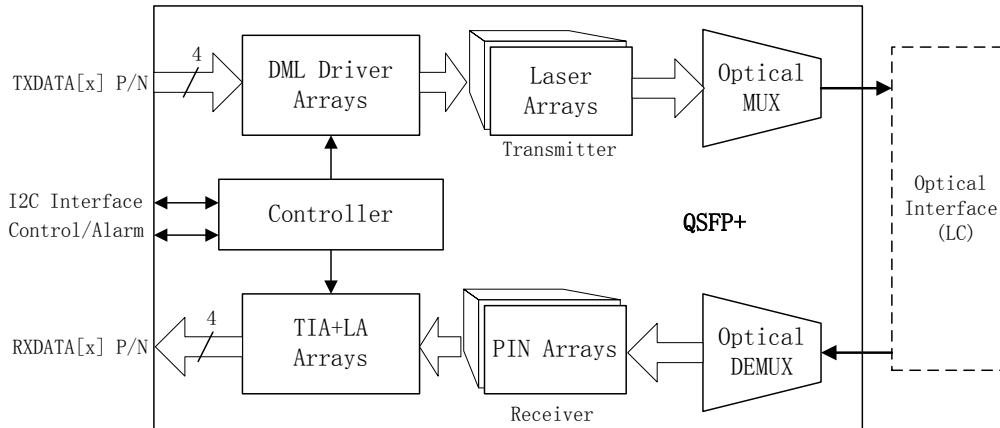 4
TXDATA[x] P/N
DML Driver
Arrays
Laser
Arrays
Optical
MUX
Transmitter
I2C Interface
Control/Alarm
Controller
QSFP+
Optical
Interface
(LC)
4
RXDATA[x] P/N
TIA+LA
Arrays
PIN Arrays
Optical
DEMUX
Receiver